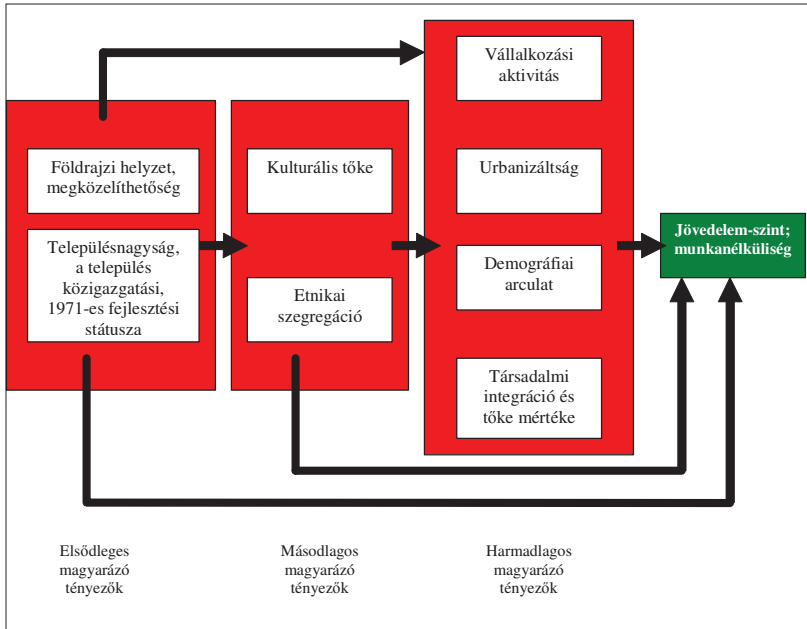 Vállalkozási
aktivitás
Földrajzi helyzet,
megközelíthetőség
Kulturális tőke
Urbanizáltság
Településnagyság,
a település
közigazgatási,
1971-es fejlesztési
státusza
Etnikai
szegregáció
Demográfiai
arculat
Társadalmi
integráció és
tőke mértéke
Jövedelem-szint;
munkanélküliség
Elsődleges
magyarázó
tényezők
Másodlagos
magyarázó
tényezők
Harmadlagos
magyarázó
tényezők